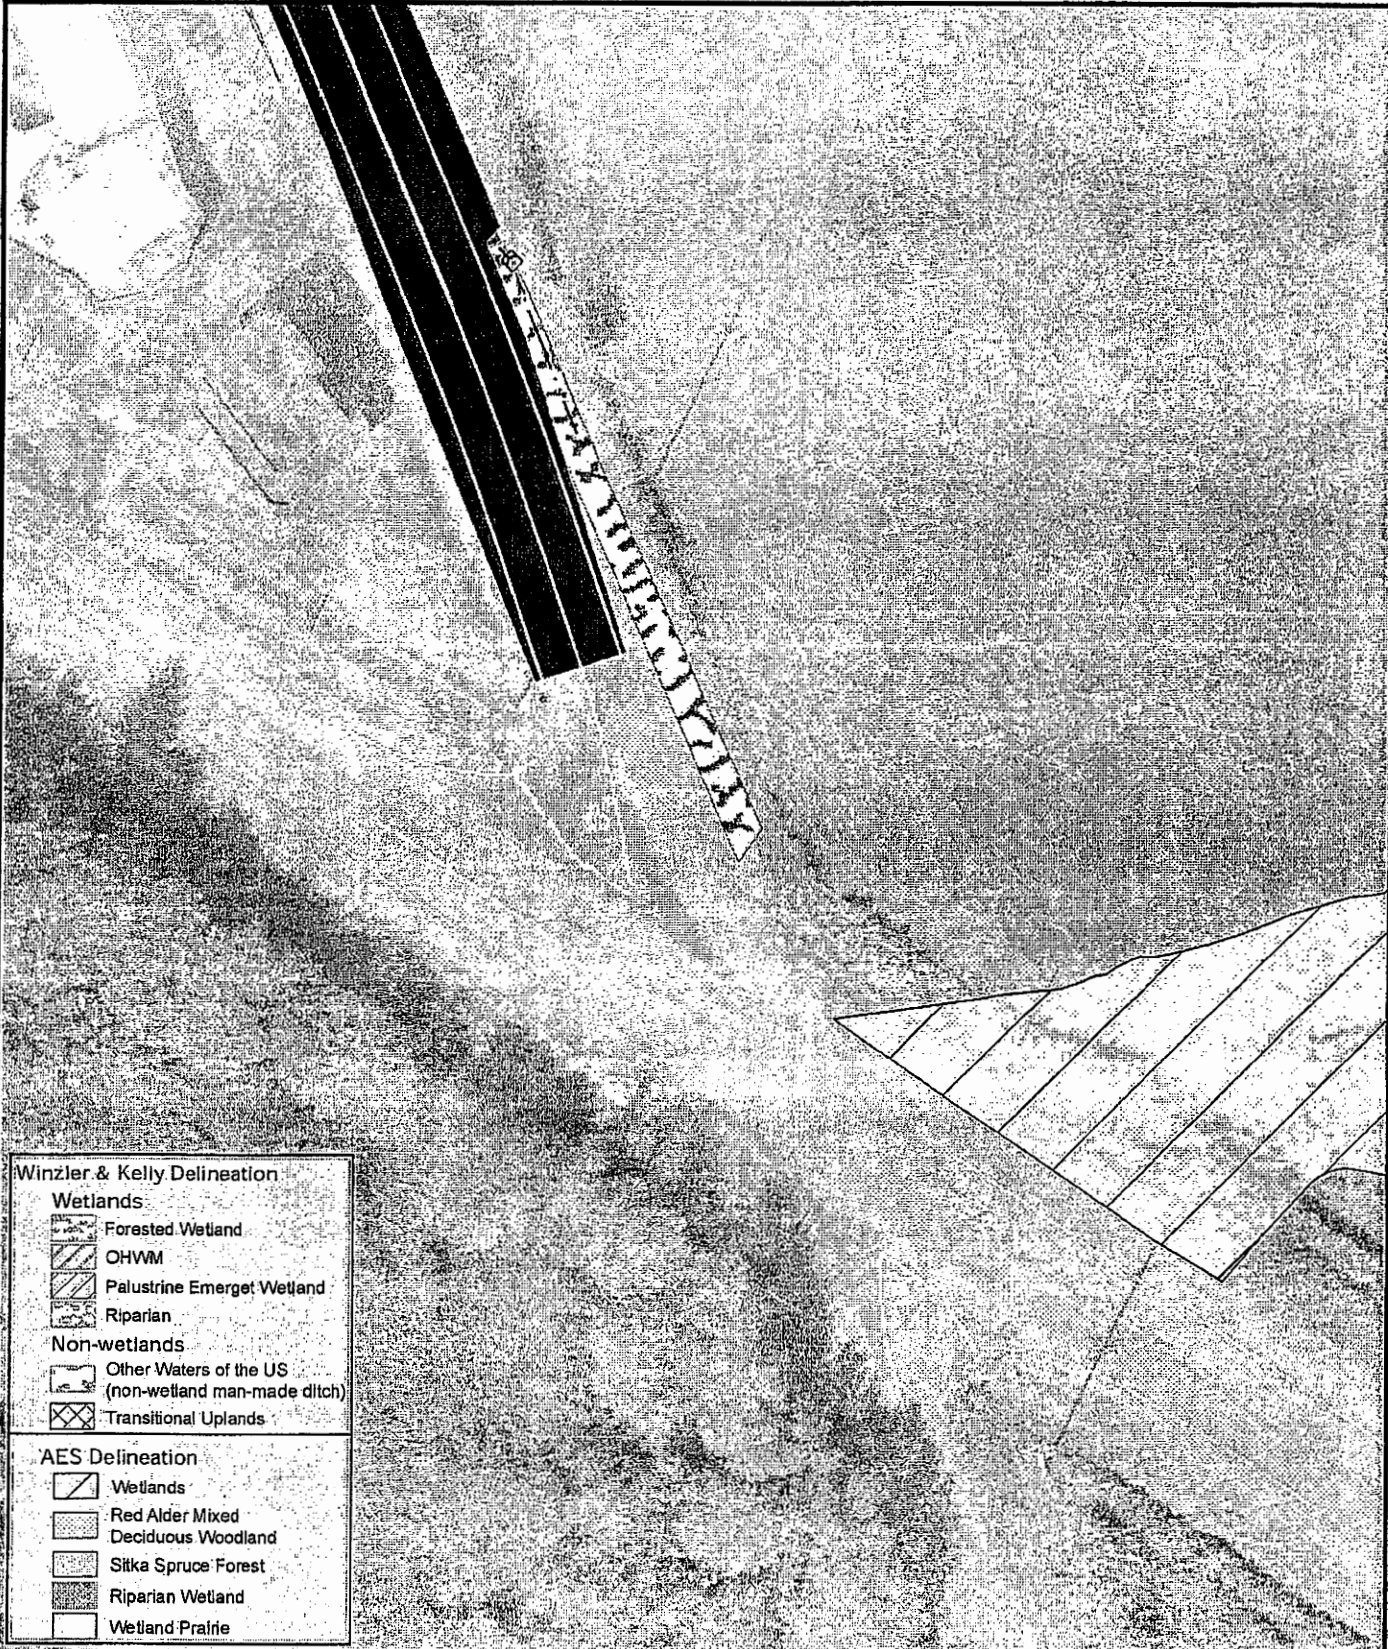 Winzler & Kelly Delineation
Wetlands
Forested Wetland
OHWM
Palustrine Emerget Wetland
Riparian
Non-wetlands
Other Waters of the US
(non-wetland man-made ditch)
Transitional Uplands
AES Delineation
Wetlands
Red Alder Mixed
Deciduous Woodland
Sitka Spruce Forest
Riparian Wetland
Wetland Prairie